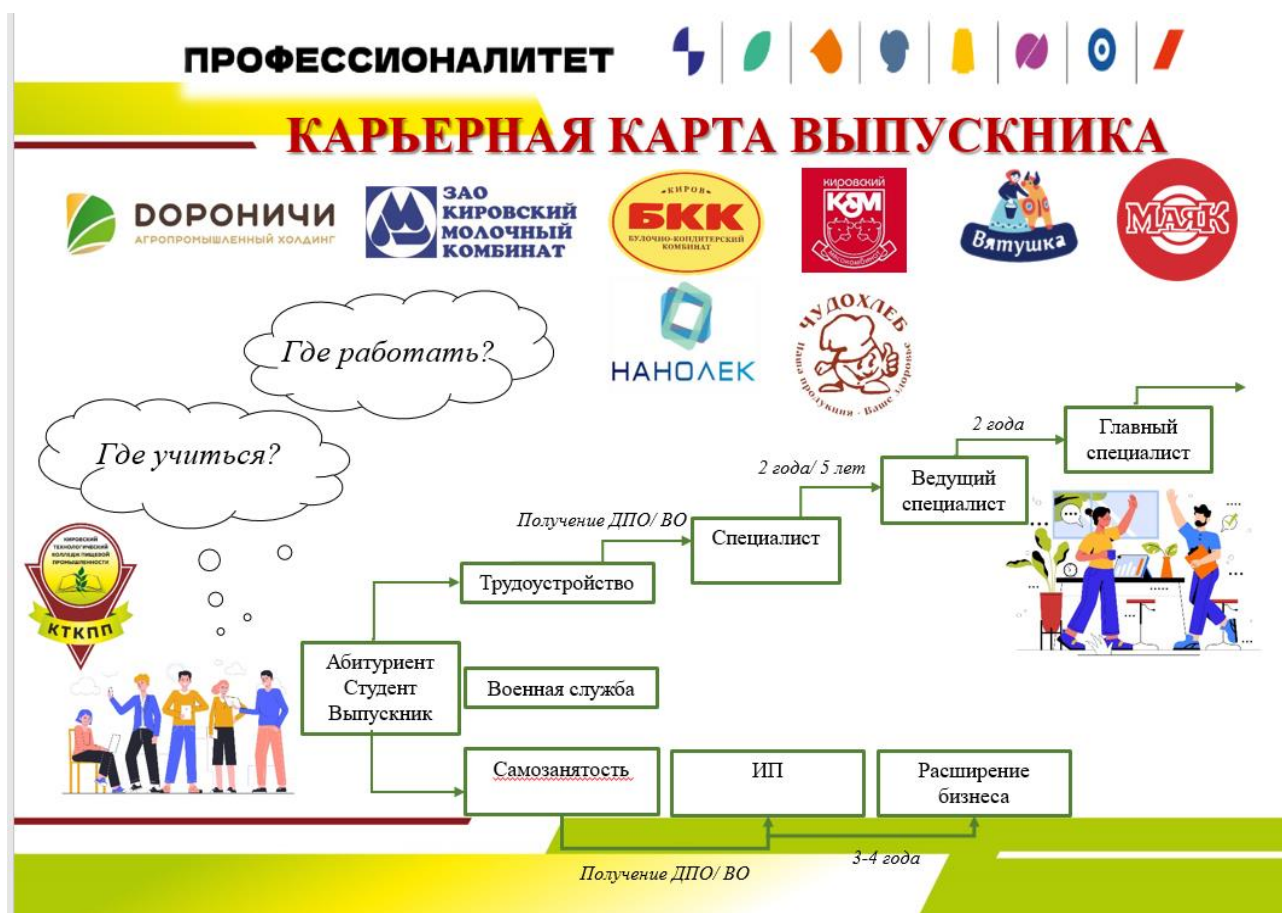 ПРОФЕССИОНАЛИТЕТ
КАРЬЕРНАЯ КАРТА ВЫПУСКНИКА
ДОРОНИЧИ
АГРОПРОМЫШЛЕННЫЙ ХОЛДИНГ
ЗАО
КИРОВСКИЙ
МОЛОЧНЫЙ
КОМБИНАТ
КИРОВ
БКК
БУЛОЧНО-КОНДИТЕРСКИЙ
КОМБИНАТ
КИРОВСКИЙ
К&М
МЯСОКОМБИНАТ
Вятушка
МАЯК
НАНОЛЕК
ЧУДОХЛЕБ
Наша продукция - Ваше здоровье
Где работать?
Где учиться?
КИРОВСКИЙ
ТЕХНОЛОГИЧЕСКИЙ
КОЛЛЕДЖ ПИЩЕВОЙ
ПРОМЫШЛЕННОСТИ
КТКПП
Абитуриент
Студент
Выпускник
Трудоустройство
Получение ДПО/ ВО
Специалист
2 года/ 5 лет
Ведущий
специалист
2 года
Главный
специалист
Военная служба
Самозанятость
ИП
Расширение
бизнеса
Получение ДПО/ ВО
3-4 года